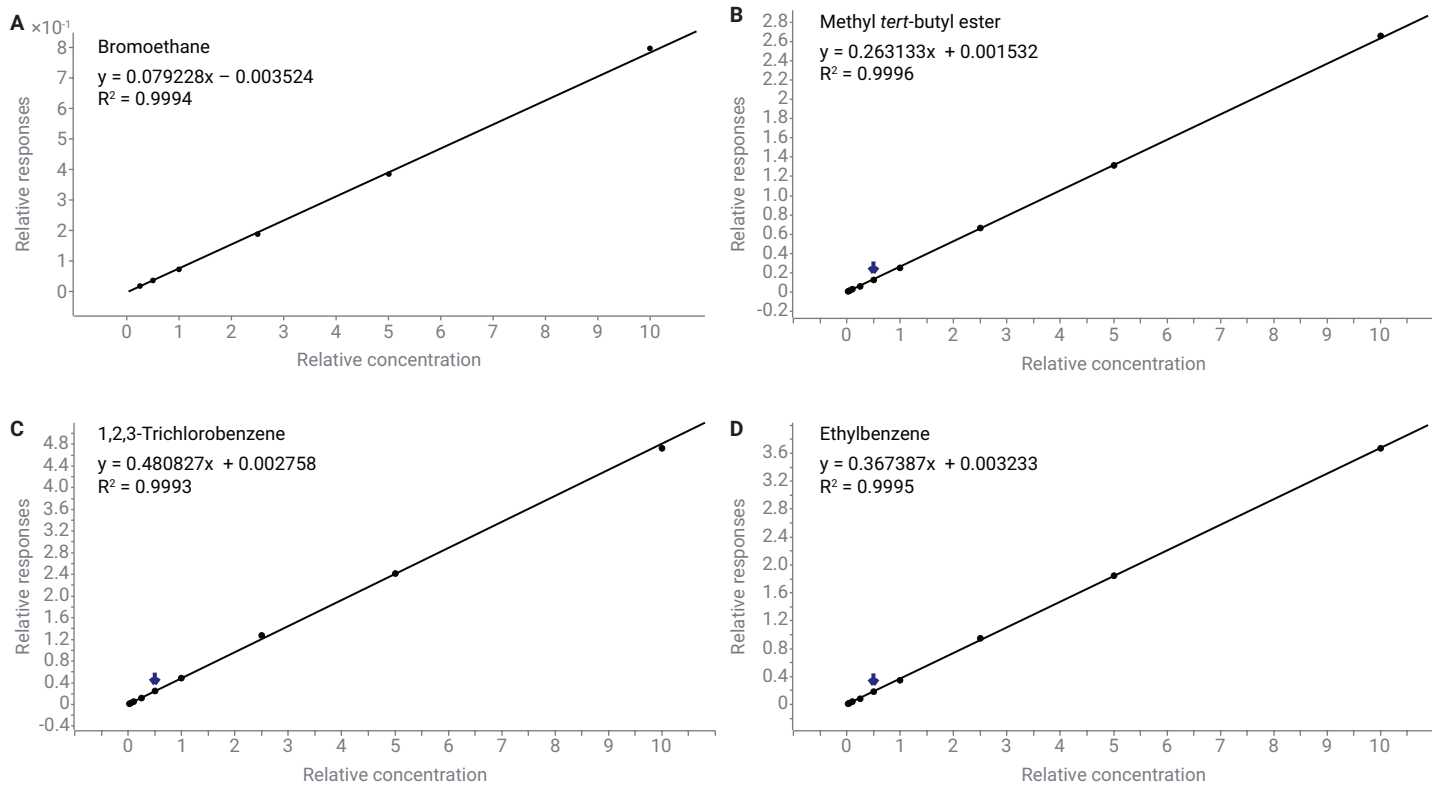 A
×10⁻¹
Bromoethane
y = 0.079228x – 0.003524
R² = 0.9994
8
7
6
5
4
3
2
1
0
Relative responses
0 1 2 3 4 5 6 7 8 9 10
Relative concentration
B
Methyl tert-butyl ester
y = 0.263133x + 0.001532
R² = 0.9996
2.8
2.6
2.4
2.2
2
1.8
1.6
1.4
1.2
1.0
0.8
0.6
0.4
0.2
0
-0.2
Relative responses
0 1 2 3 4 5 6 7 8 9 10
Relative concentration
C
1,2,3-Trichlorobenzene
y = 0.480827x + 0.002758
R² = 0.9993
4.8
4.4
4.0
3.6
3.2
2.8
2.4
2.0
1.6
1.2
0.8
0.4
0
-0.4
Relative responses
0 1 2 3 4 5 6 7 8 9 10
Relative concentration
D
Ethylbenzene
y = 0.367387x + 0.003233
R² = 0.9995
3.6
3.2
2.8
2.4
2.0
1.6
1.2
0.8
0.4
0
Relative responses
0 1 2 3 4 5 6 7 8 9 10
Relative concentration